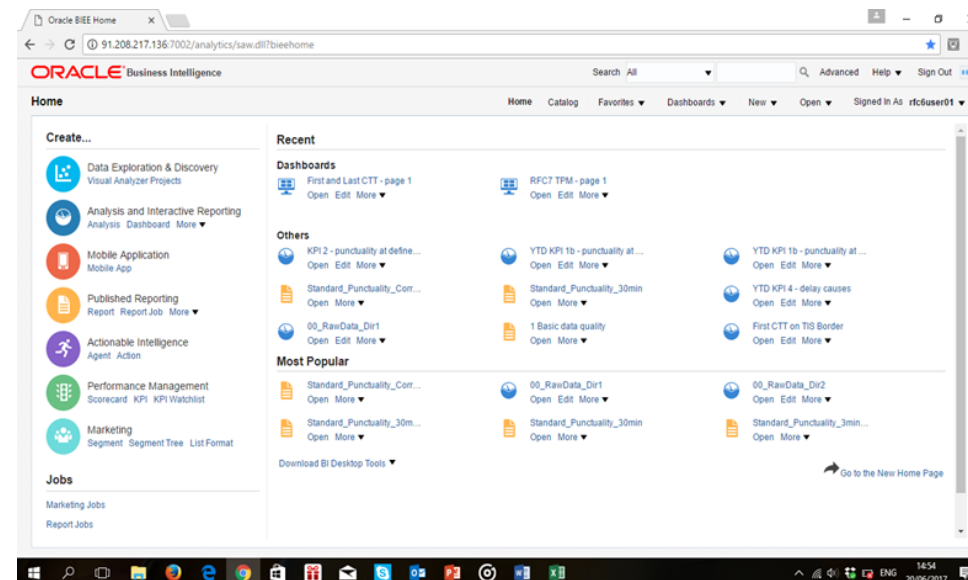 Oracle BIEE Home
91.208.217.136:7002/analytics/saw.dll?bieehome
ORACLE Business Intelligence
Search All Advanced Help Sign Out
Home
Home Catalog Favorites Dashboards New Open Signed In As rfc6user01
Create...
Data Exploration & Discovery
Visual Analyzer Projects
Analysis and Interactive Reporting
Analysis Dashboard More
Mobile Application
Mobile App
Published Reporting
Report Report Job More
Actionable Intelligence
Agent Action
Performance Management
Scorecard KPI KPI Watchlist
Marketing
Segment Segment Tree List Format
Jobs
Marketing Jobs
Report Jobs
Recent
Dashboards
First and Last CTT - page 1
Open Edit More
RFC7 TPM - page 1
Open Edit More
Others
KPI 2 - punctuality at define...
Open Edit More
YTD KPI 1b - punctuality at ...
Open Edit More
YTD KPI 1b - punctuality at ...
Open Edit More
Standard_Punctuality_Corr...
Open More
Standard_Punctuality_30min
Open More
YTD KPI 4 - delay causes
Open Edit More
00_RawData_Dir1
Open Edit More
1 Basic data quality
Open More
First CTT on TIS Border
Open Edit More
Most Popular
Standard_Punctuality_Corr...
Open More
00_RawData_Dir1
Open Edit More
00_RawData_Dir2
Open Edit More
Standard_Punctuality_30m...
Open More
Standard_Punctuality_30min
Open More
Standard_Punctuality_3min...
Open More
Download BI Desktop Tools
Go to the New Home Page
ENG
14:54
20/06/2017